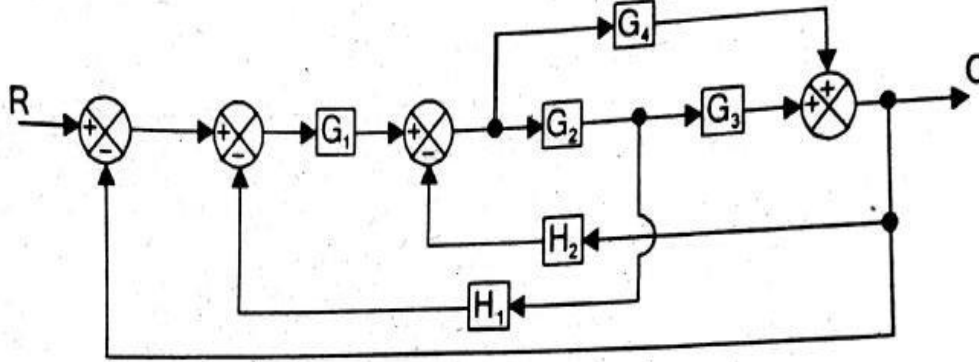 G₄
R
C
+
-
+
-
G₁
+
-
G₂
G₃
+
+
H₂
H₁